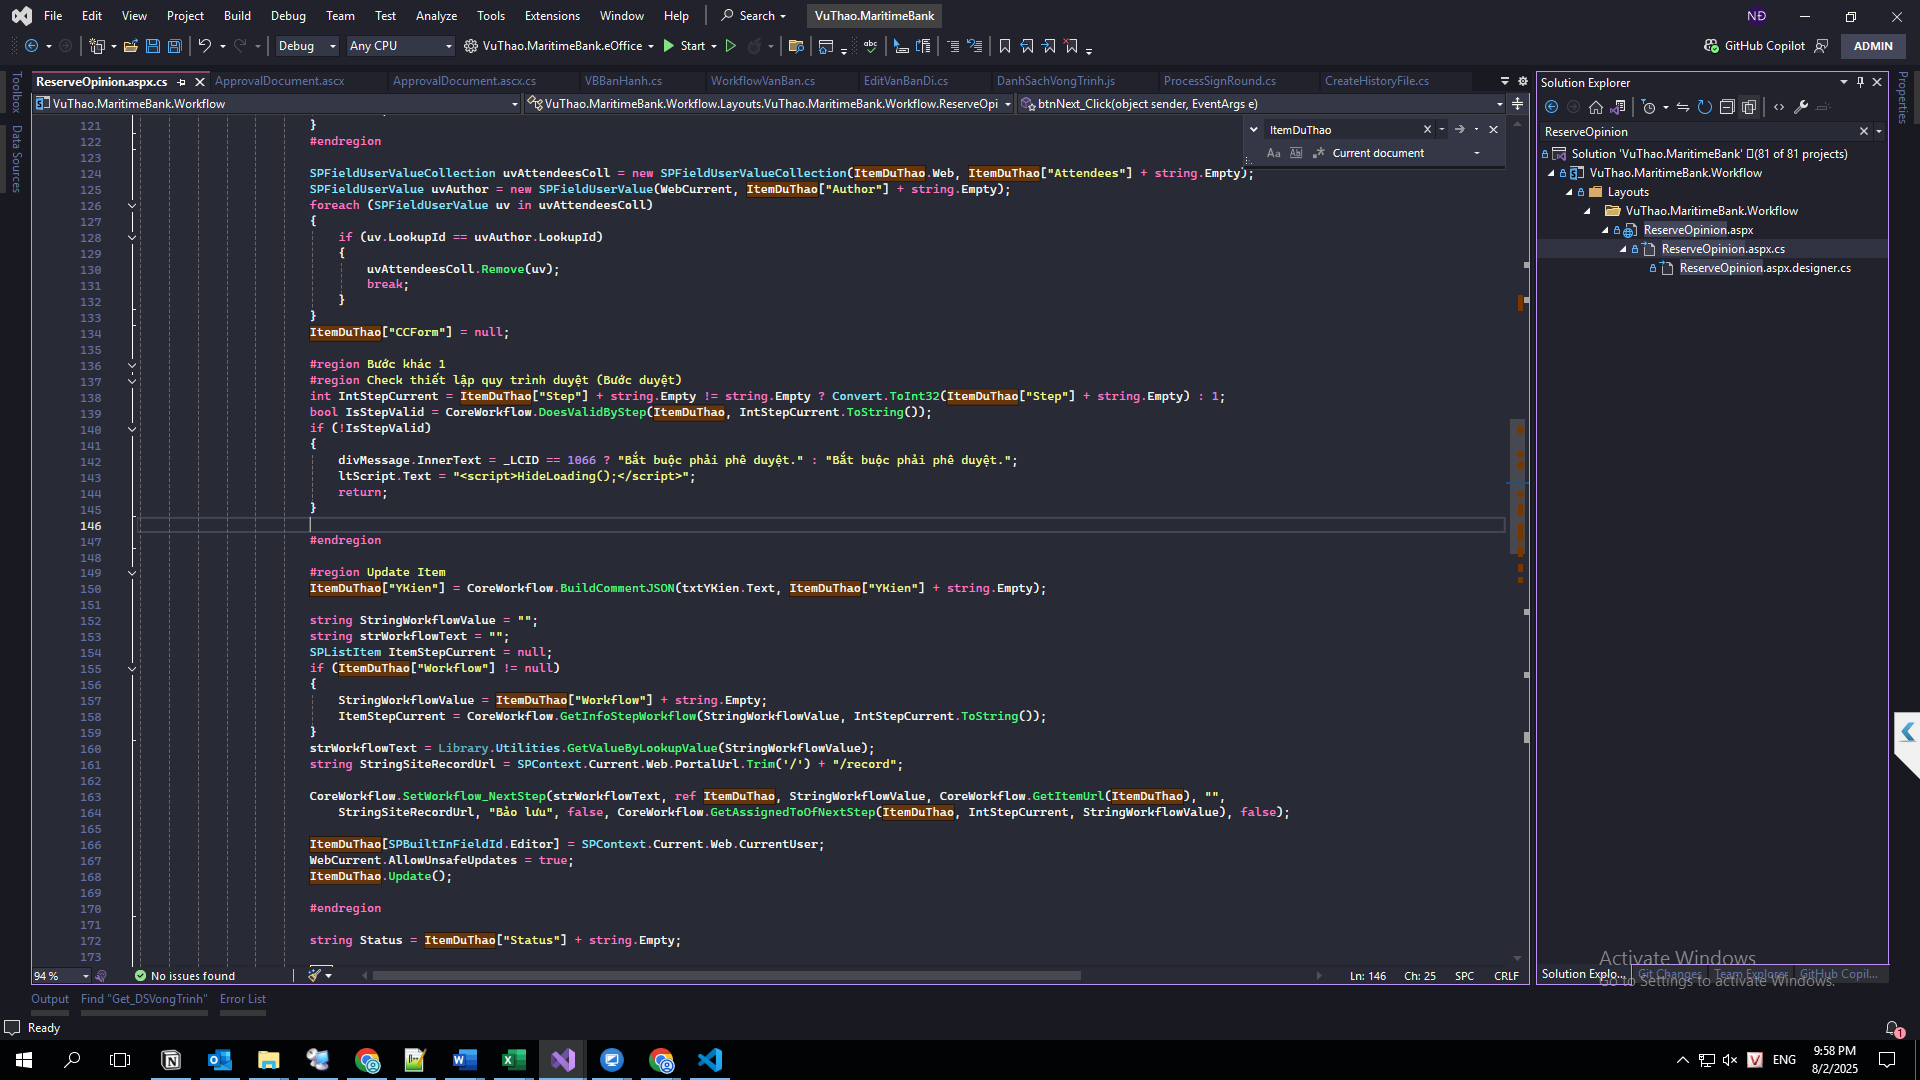 File Edit View Project Build Debug Team Test Analyze Tools Extensions Window Help Search VuThao.MaritimeBank NĐ
Debug Any CPU VuThao.MaritimeBank.eOffice Start GitHub Copilot ADMIN
ReserveOpinion.aspx.cs ApprovalDocument.ascx ApprovalDocument.ascx.cs VBBanHanh.cs WorkflowVanBan.cs EditVanBanDi.cs DanhSachVongTrinh.js ProcessSignRound.cs CreateHistoryFile.cs
VuThao.MaritimeBank.Workflow VuThao.MaritimeBank.Workflow.Layouts.VuThao.MaritimeBank.Workflow.ReserveOpi btnNext_Click(object sender, EventArgs e)
Toolbox
Data Sources
ItemDuThao
Aa Ab Current document
121 }
122 #endregion
123
124 SPFieldUserValueCollection uvAttendeesColl = new SPFieldUserValueCollection(ItemDuThao.Web, ItemDuThao["Attendees"] + string.Empty);
125 SPFieldUserValue uvAuthor = new SPFieldUserValue(WebCurrent, ItemDuThao["Author"] + string.Empty);
126 foreach (SPFieldUserValue uv in uvAttendeesColl)
127 {
128 if (uv.LookupId == uvAuthor.LookupId)
129 {
130 uvAttendeesColl.Remove(uv);
131 break;
132 }
133 }
134 ItemDuThao["CCForm"] = null;
135
136 #region Bước khác 1
137 #region Check thiết lập quy trình duyệt (Bước duyệt)
138 int IntStepCurrent = ItemDuThao["Step"] + string.Empty != string.Empty ? Convert.ToInt32(ItemDuThao["Step"] + string.Empty) : 1;
139 bool IsStepValid = CoreWorkflow.DoesValidByStep(ItemDuThao, IntStepCurrent.ToString());
140 if (!IsStepValid)
141 {
142 divMessage.InnerText = _LCID == 1066 ? "Bắt buộc phải phê duyệt." : "Bắt buộc phải phê duyệt.";
143 ltScript.Text = "<script>HideLoading();</script>";
144 return;
145 }
146
147 #endregion
148
149 #region Update Item
150 ItemDuThao["YKien"] = CoreWorkflow.BuildCommentJSON(txtYKien.Text, ItemDuThao["YKien"] + string.Empty);
151
152 string StringWorkflowValue = "";
153 string strWorkflowText = "";
154 SPListItem ItemStepCurrent = null;
155 if (ItemDuThao["Workflow"] != null)
156 {
157 StringWorkflowValue = ItemDuThao["Workflow"] + string.Empty;
158 ItemStepCurrent = CoreWorkflow.GetInfoStepWorkflow(StringWorkflowValue, IntStepCurrent.ToString());
159 }
160 strWorkflowText = Library.Utilities.GetValueByLookupValue(StringWorkflowValue);
161 string StringSiteRecordUrl = SPContext.Current.Web.PortalUrl.Trim('/') + "/record";
162
163 CoreWorkflow.SetWorkflow_NextStep(strWorkflowText, ref ItemDuThao, StringWorkflowValue, CoreWorkflow.GetItemUrl(ItemDuThao), "",
164 StringSiteRecordUrl, "Bảo lưu", false, CoreWorkflow.GetAssignedToOfNextStep(ItemDuThao, IntStepCurrent, StringWorkflowValue), false);
165
166 ItemDuThao[SPBuiltInFieldId.Editor] = SPContext.Current.Web.CurrentUser;
167 WebCurrent.AllowUnsafeUpdates = true;
168 ItemDuThao.Update();
169
170 #endregion
171
172 string Status = ItemDuThao["Status"] + string.Empty;
173
94 % No issues found Ln: 146 Ch: 25 SPC CRLF
Output Find "Get_DSVongTrinh" Error List
Ready
Solution Explorer
ReserveOpinion
Solution 'VuThao.MaritimeBank' (81 of 81 projects)
VuThao.MaritimeBank.Workflow
Layouts
VuThao.MaritimeBank.Workflow
ReserveOpinion.aspx
ReserveOpinion.aspx.cs
ReserveOpinion.aspx.designer.cs
Properties
Activate Windows
Solution Explo... Git Changes Team Explorer GitHub Copil...
Go to Settings to activate Windows.
1
ENG 9:58 PM
8/2/2025